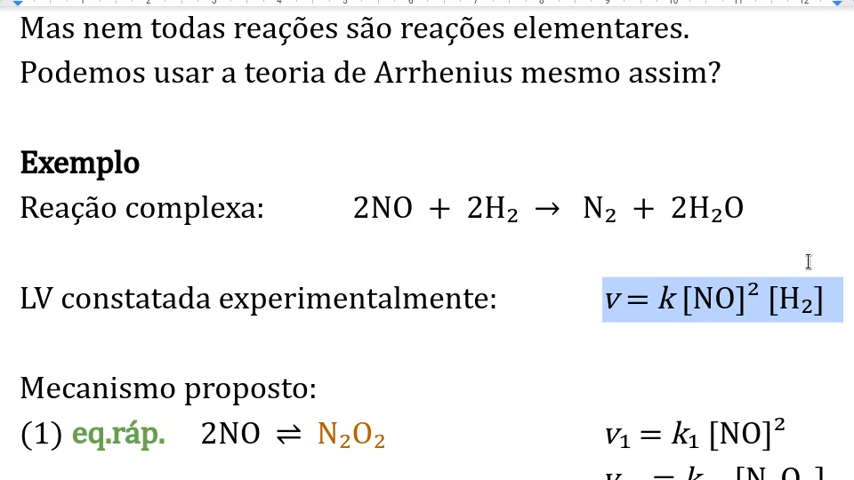 Mas nem todas reações são reações elementares.
Podemos usar a teoria de Arrhenius mesmo assim?
Exemplo
Reação complexa: 2NO + 2H₂ → N₂ + 2H₂O
LV constatada experimentalmente: v = k [NO]² [H₂]
Mecanismo proposto:
(1) eq.ráp. 2NO ⇌ N₂O₂ v₁ = k₁ [NO]²